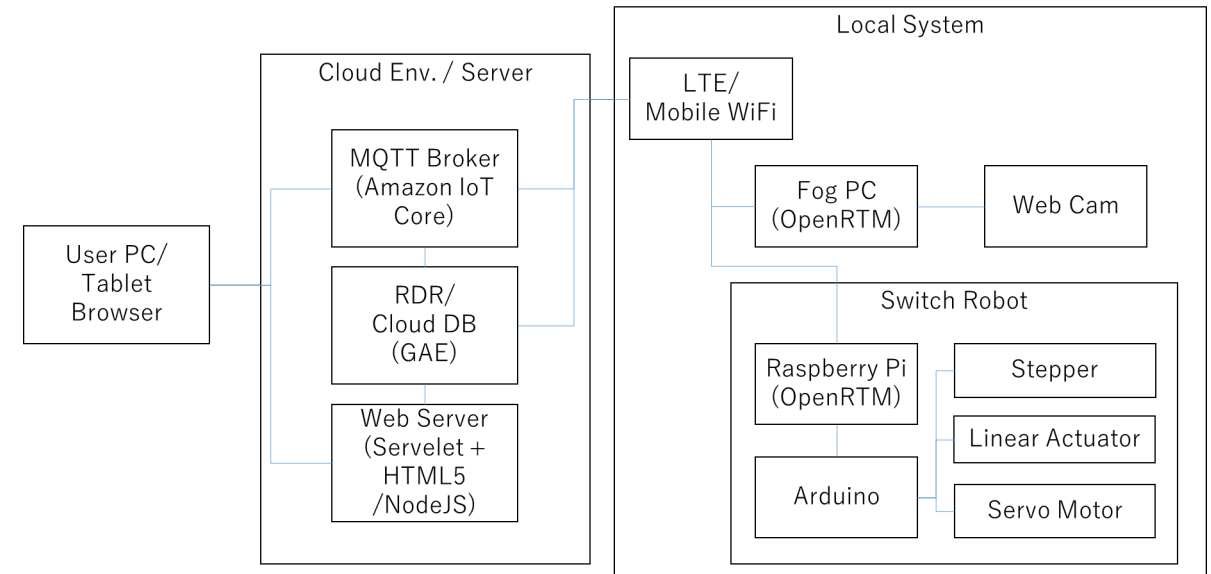 Local System
Cloud Env. / Server
LTE/
Mobile WiFi
MQTT Broker
(Amazon IoT
Core)
Fog PC
(OpenRTM)
Web Cam
User PC/
Tablet
Browser
RDR/
Cloud DB
(GAE)
Switch Robot
Raspberry Pi
(OpenRTM)
Stepper
Web Server
(Servelet +
HTML5
/NodeJS)
Linear Actuator
Arduino
Servo Motor